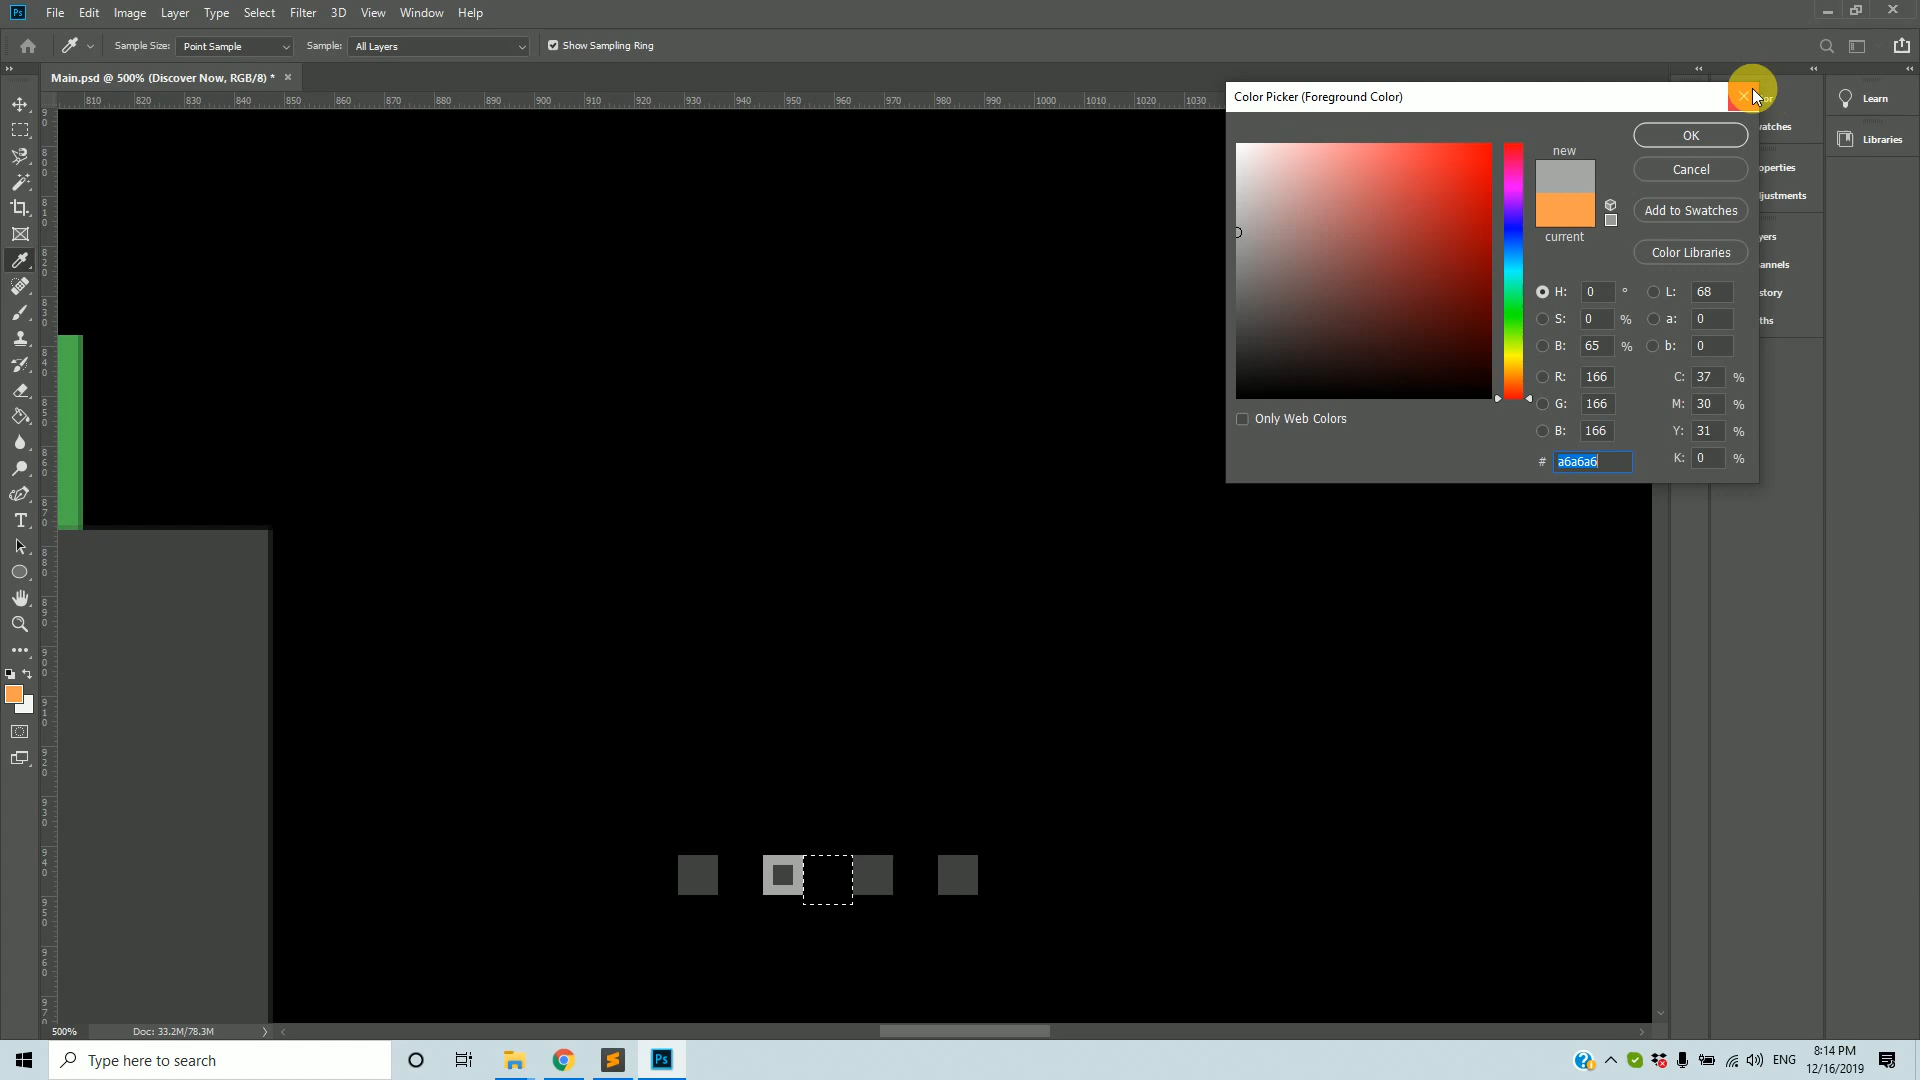 Ps File Edit Image Layer Type Select Filter 3D View Window Help
Sample Size: Point Sample Sample: All Layers Show Sampling Ring
Main.psd @ 500% (Discover Now, RGB/8) *
810 820 830 840 850 860 870 880 890 900 910 920 930 940 950 960 970 980 990 1000 1010 1020 1030
Color Picker (Foreground Color)
Learn
Libraries
OK
Cancel
Add to Swatches
Color Libraries
new
current
H: 0 °
S: 0 %
B: 65 %
R: 166
G: 166
B: 166
# a6a6a6
L: 68
a: 0
b: 0
C: 37 %
M: 30 %
Y: 31 %
K: 0 %
Only Web Colors
or
atches
operties
justments
yers
annels
story
ths
500% Doc: 33.2M/78.3M
Type here to search
Ps
ENG
8:14 PM
12/16/2019